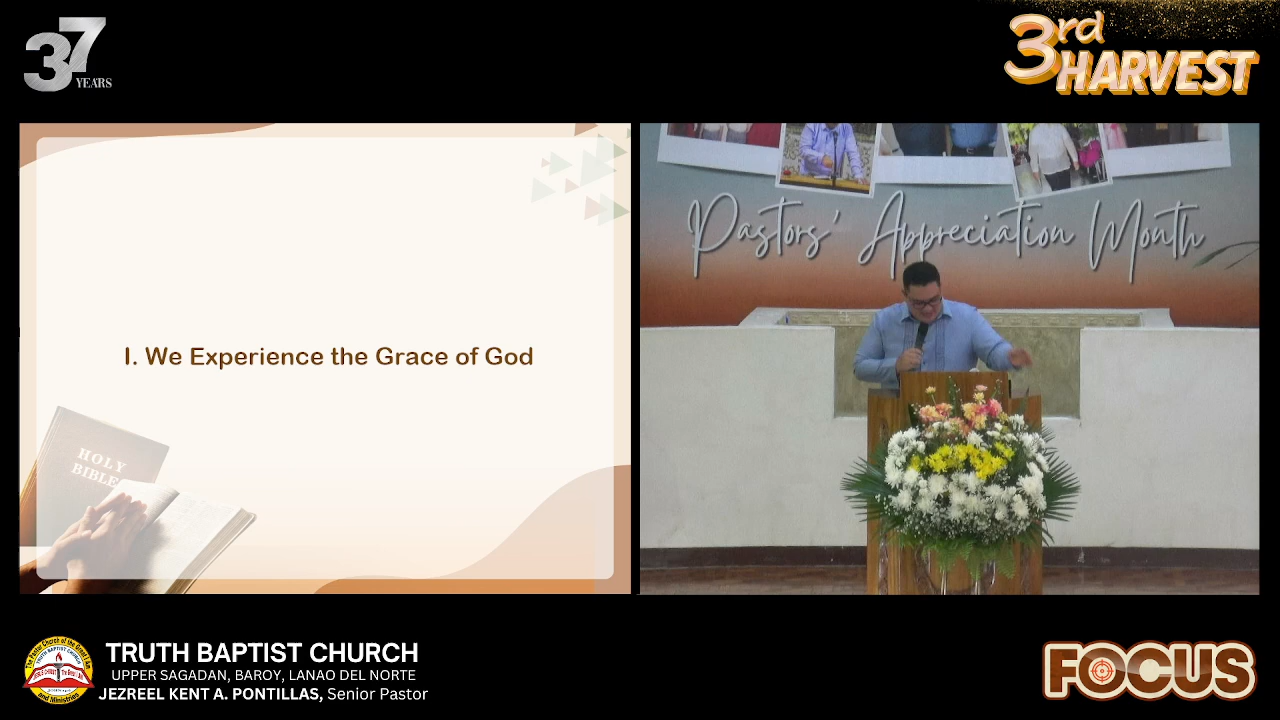 37
YEARS
3rd
HARVEST
I. We Experience the Grace of God
HOLY
BIBLE
Pastors' Appreciation Month
TRUTH BAPTIST CHURCH
UPPER SAGADAN, BAROY, LANAO DEL NORTE
JEZREEL KENT A. PONTILLAS, Senior Pastor
FOCUS